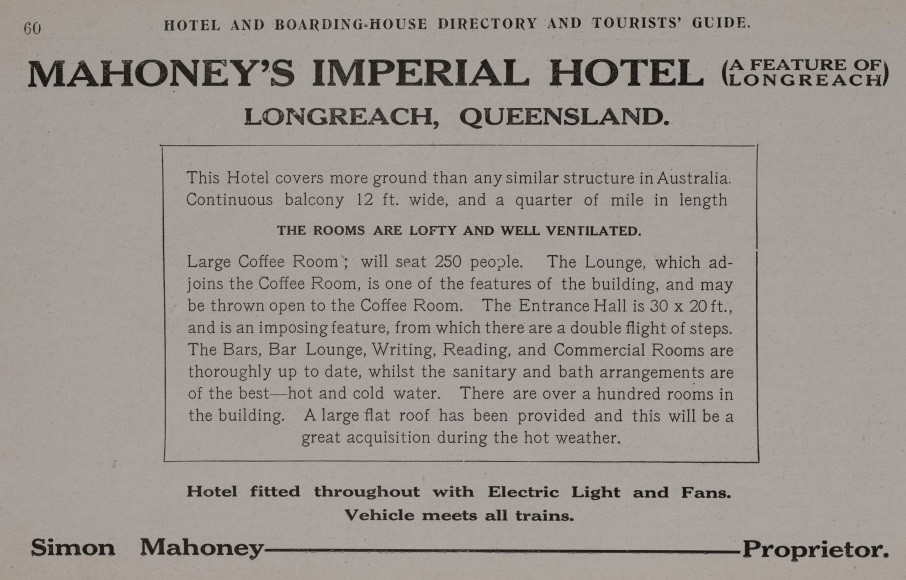 60
HOTEL AND BOARDING-HOUSE DIRECTORY AND TOURISTS' GUIDE.
MAHONEY'S IMPERIAL HOTEL (A FEATURE OF LONGREACH)
LONGREACH, QUEENSLAND.
This Hotel covers more ground than any similar structure in Australia.
Continuous balcony 12 ft. wide, and a quarter of mile in length
THE ROOMS ARE LOFTY AND WELL VENTILATED.
Large Coffee Room; will seat 250 people. The Lounge, which ad-
joins the Coffee Room, is one of the features of the building, and may
be thrown open to the Coffee Room. The Entrance Hall is 30 x 20 ft.,
and is an imposing feature, from which there are a double flight of steps.
The Bars, Bar Lounge, Writing, Reading, and Commercial Rooms are
thoroughly up to date, whilst the sanitary and bath arrangements are
of the best—hot and cold water. There are over a hundred rooms in
the building. A large flat roof has been provided and this will be a
great acquisition during the hot weather.
Hotel fitted throughout with Electric Light and Fans.
Vehicle meets all trains.
Simon Mahoney——Proprietor.